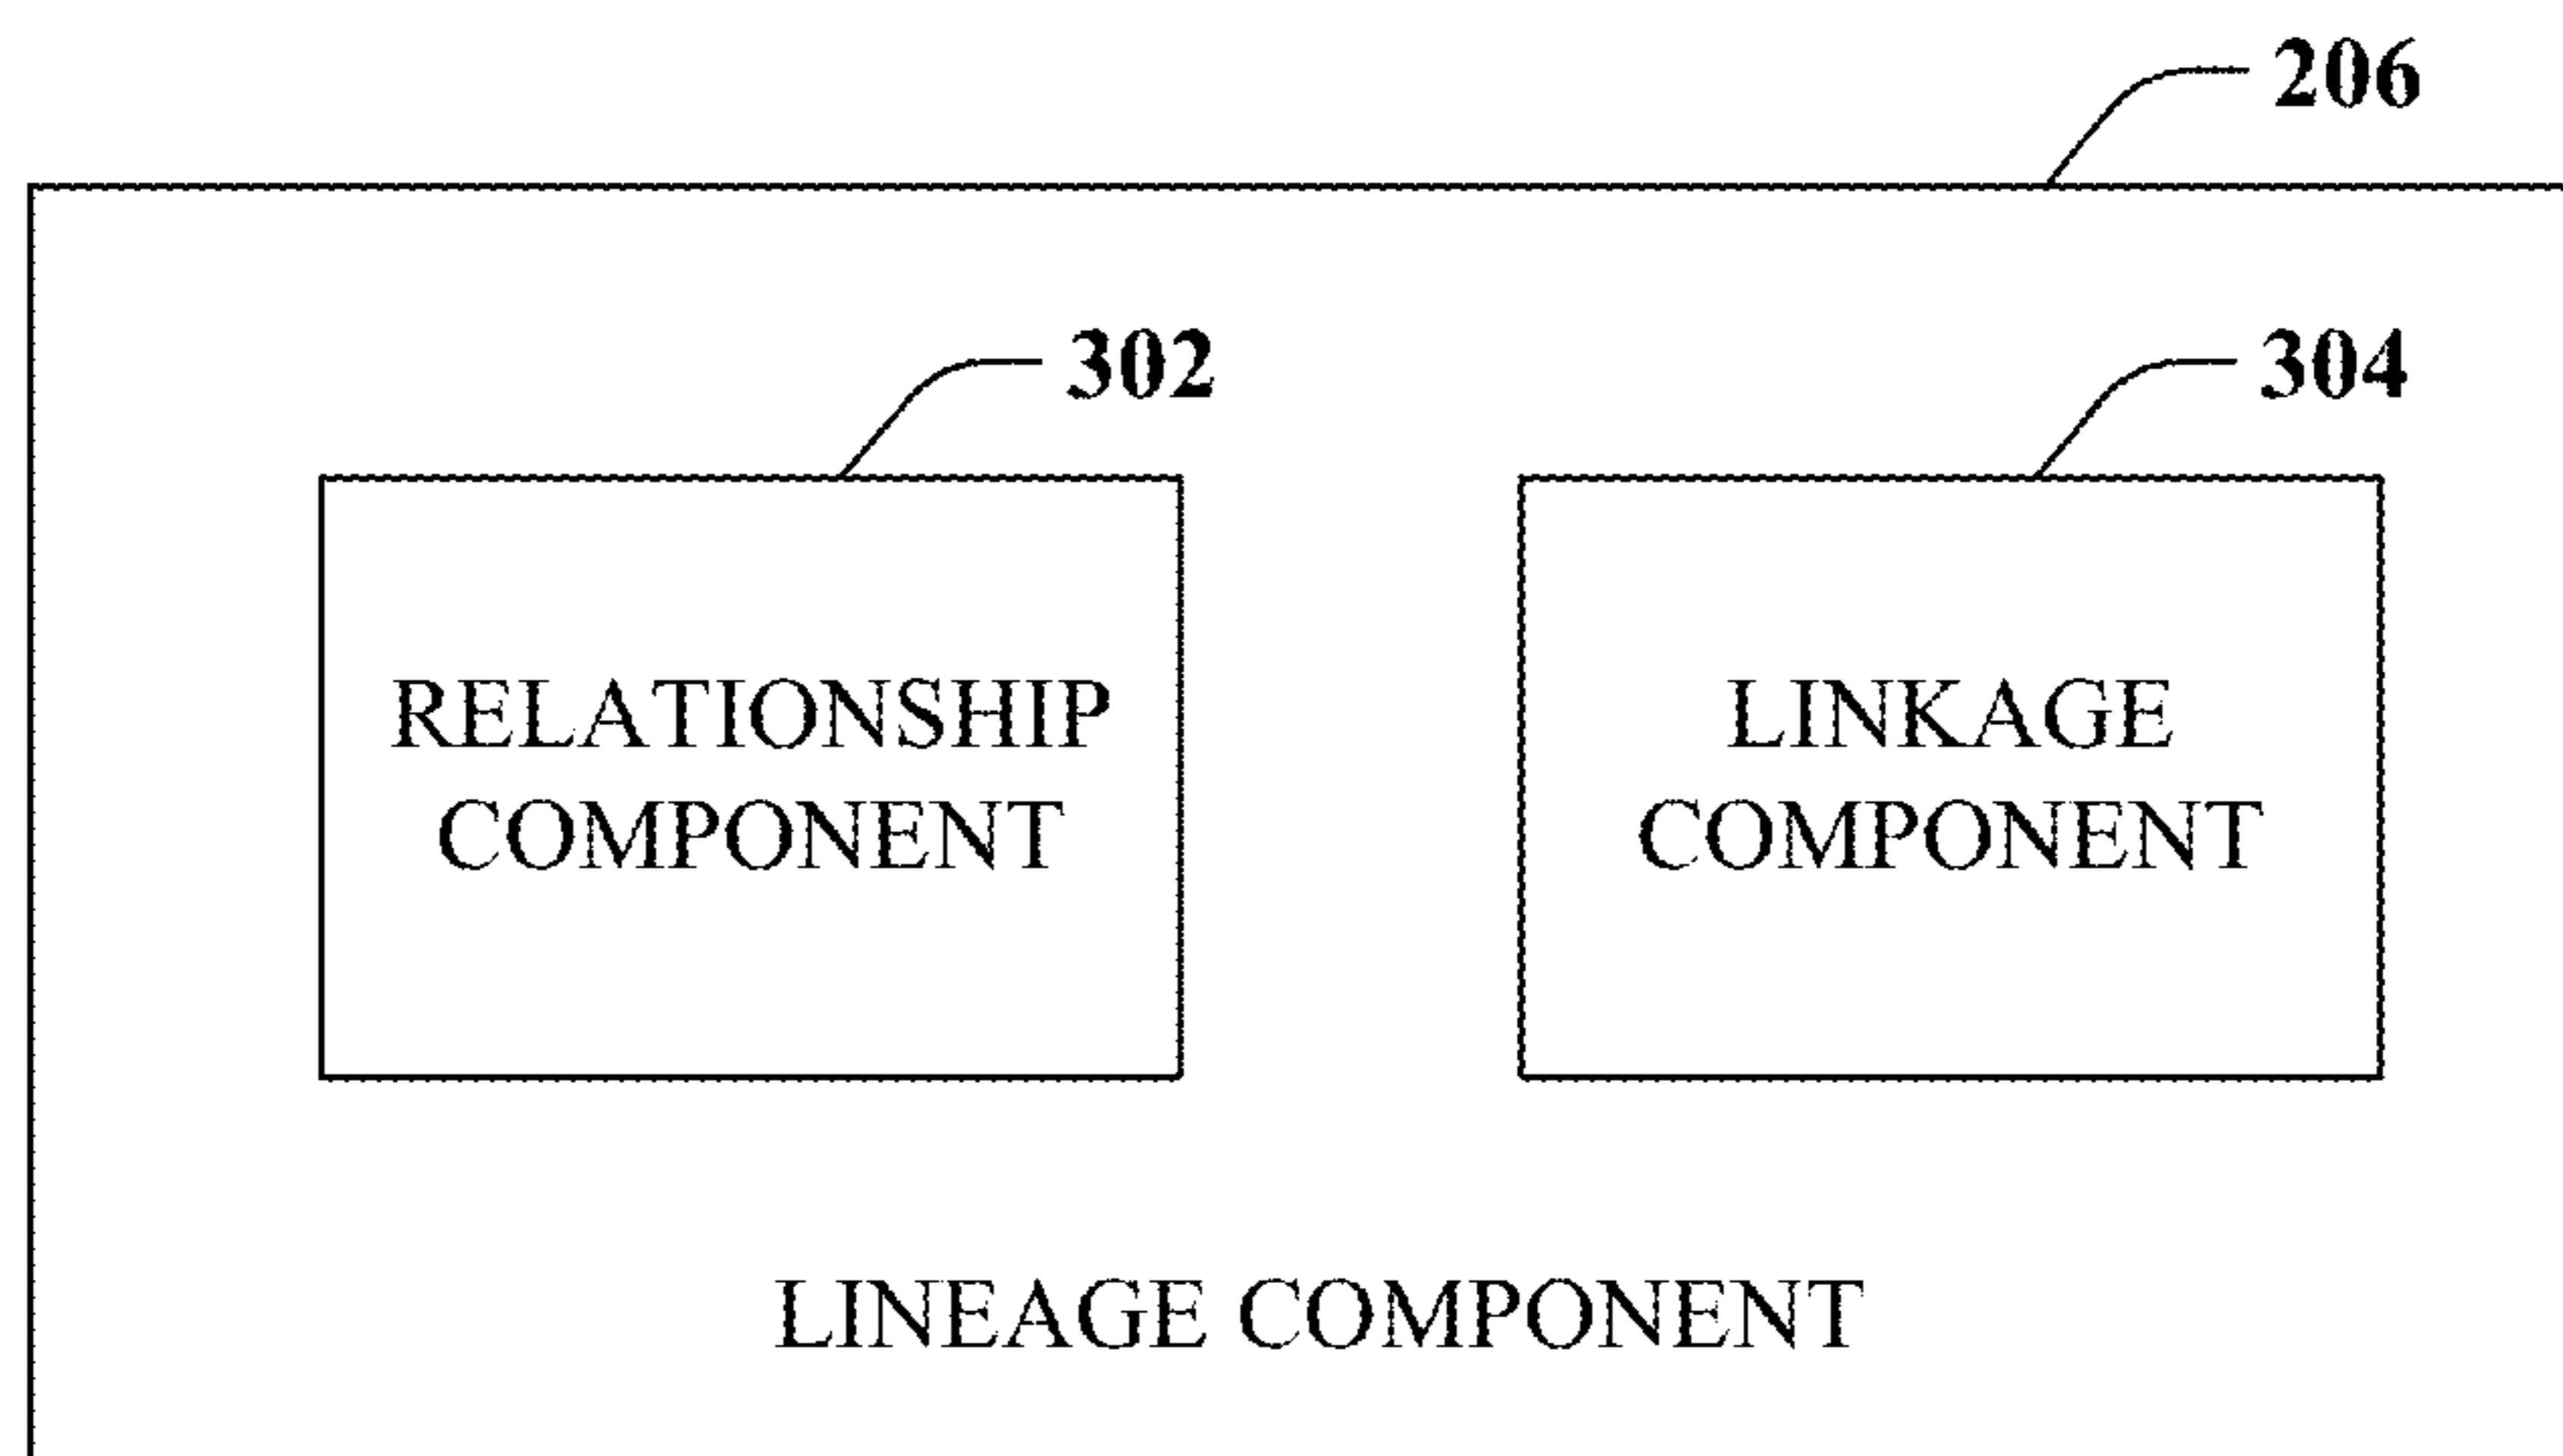 206
302
304
RELATIONSHIP
COMPONENT
LINKAGE
COMPONENT
LINEAGE COMPONENT